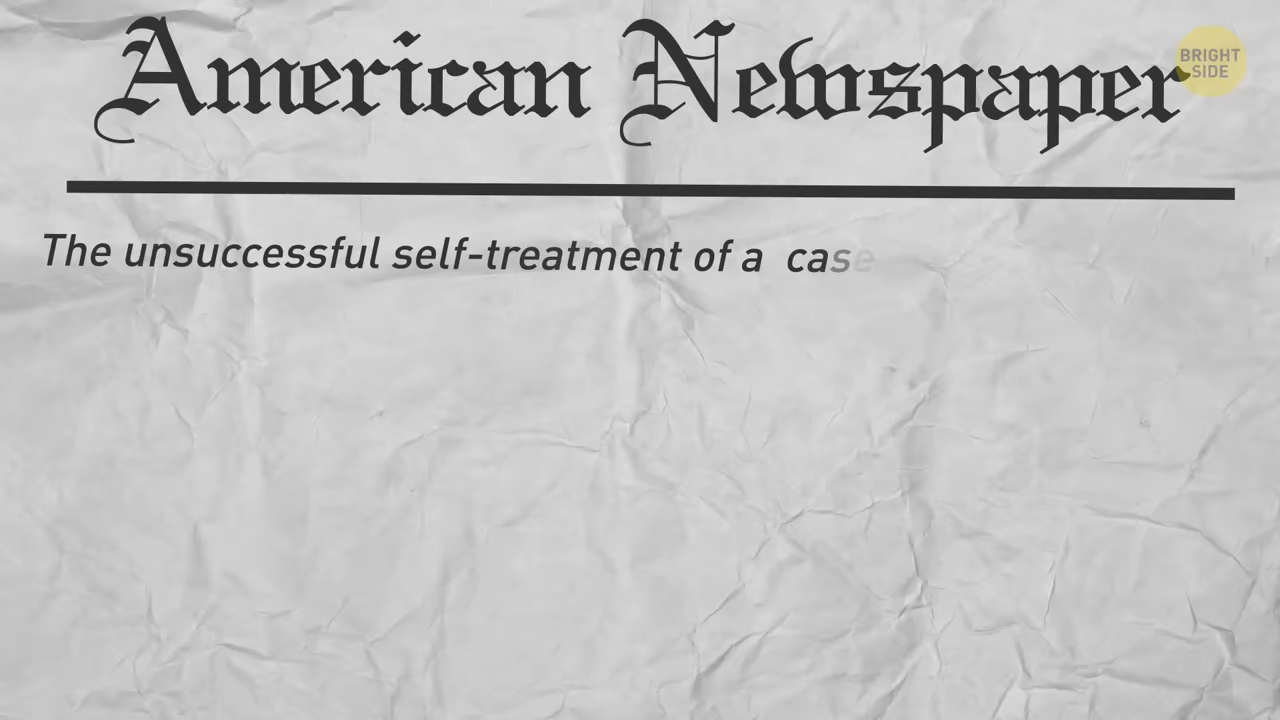 American Newspaper
BRIGHT
SIDE
The unsuccessful self-treatment of a case